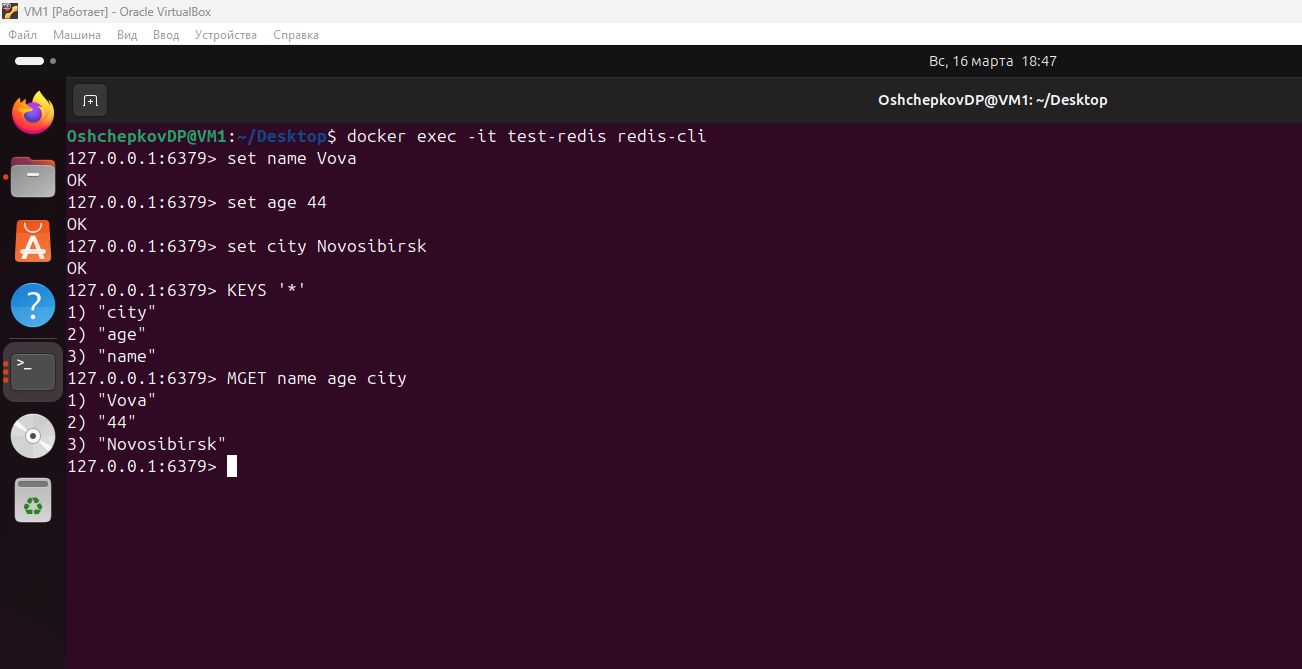 VM1 [Работает] - Oracle VirtualBox
Файл Машина Вид Ввод Устройства Справка
Вс, 16 марта 18:47
OshchepkovDP@VM1: ~/Desktop
OshchepkovDP@VM1:~/Desktop$ docker exec -it test-redis redis-cli
127.0.0.1:6379> set name Vova
OK
127.0.0.1:6379> set age 44
OK
127.0.0.1:6379> set city Novosibirsk
OK
127.0.0.1:6379> KEYS '*'
1) "city"
2) "age"
3) "name"
127.0.0.1:6379> MGET name age city
1) "Vova"
2) "44"
3) "Novosibirsk"
127.0.0.1:6379>